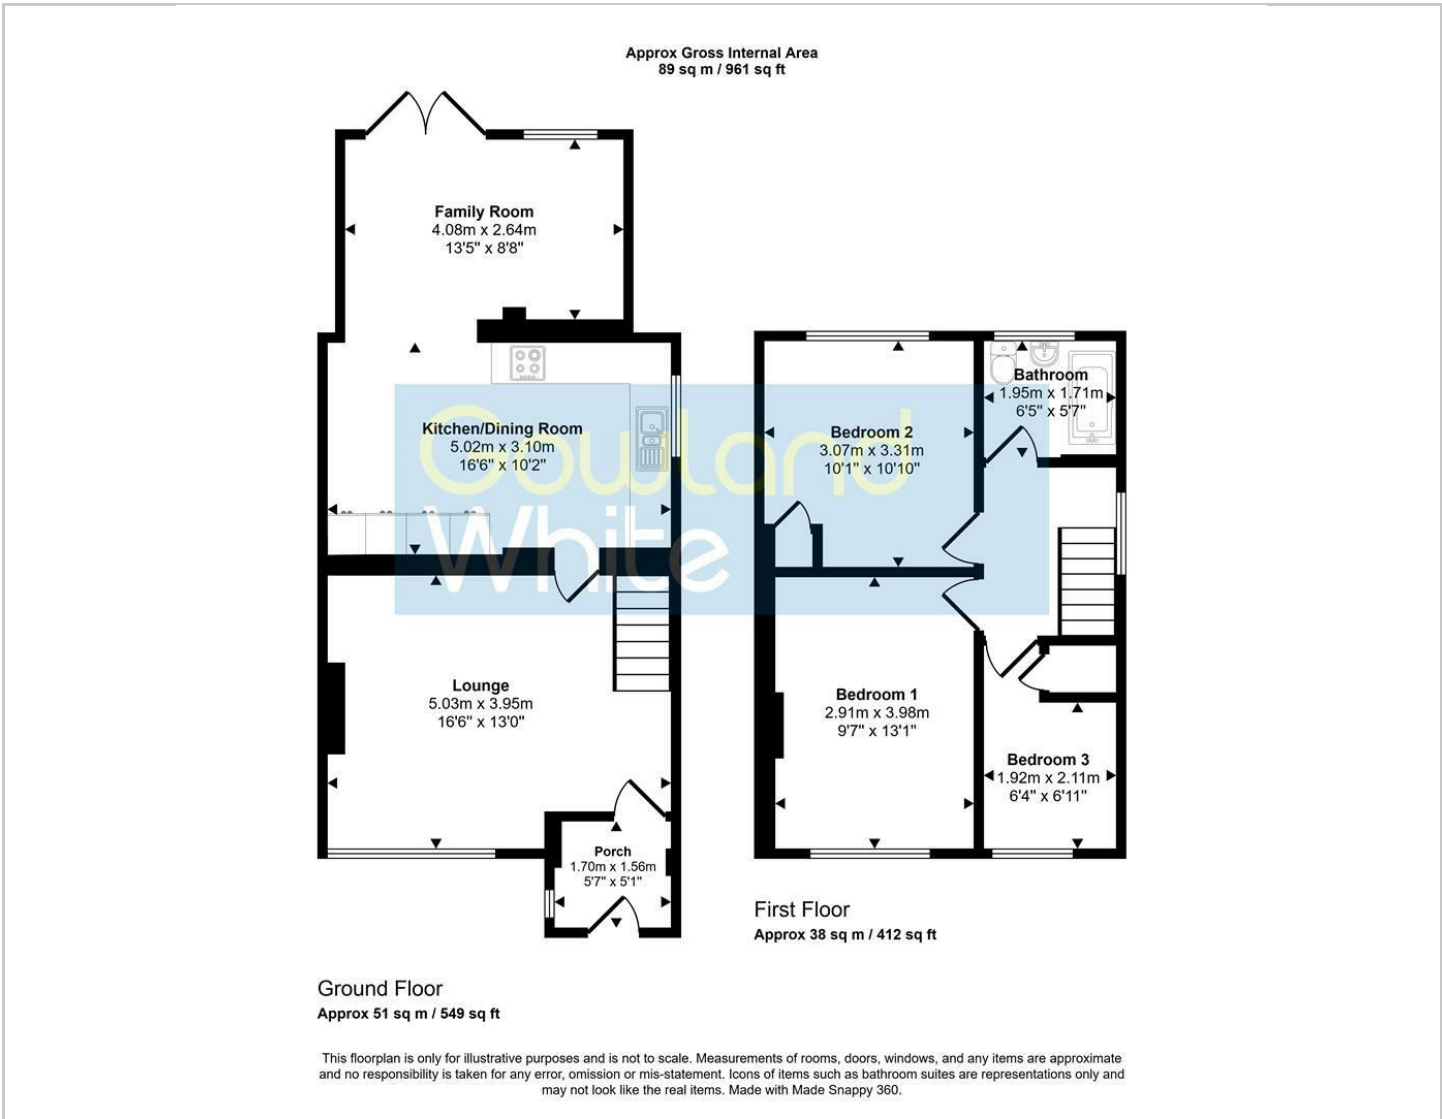 Approx Gross Internal Area
89 sq m / 961 sq ft
Family Room
4.08m x 2.64m
13'5" x 8'8"
Kitchen/Dining Room
5.02m x 3.10m
16'6" x 10'2"
Lounge
5.03m x 3.95m
16'6" x 13'0"
Porch
1.70m x 1.56m
5'7" x 5'1"
Ground Floor
Approx 51 sq m / 549 sq ft
Bathroom
1.95m x 1.71m
6'5" x 5'7"
Bedroom 2
3.07m x 3.31m
10'1" x 10'10"
Bedroom 1
2.91m x 3.98m
9'7" x 13'1"
Bedroom 3
1.92m x 2.11m
6'4" x 6'11"
First Floor
Approx 38 sq m / 412 sq ft
Gowland
White
This floorplan is only for illustrative purposes and is not to scale. Measurements of rooms, doors, windows, and any items are approximate
and no responsibility is taken for any error, omission or mis-statement. Icons of items such as bathroom suites are representations only and
may not look like the real items. Made with Made Snappy 360.